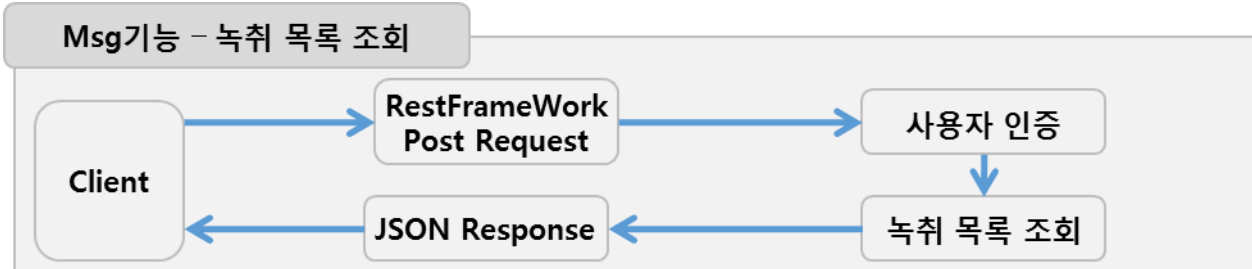 Msg기능 – 녹취 목록 조회
RestFrameWork
Post Request
사용자 인증
Client
JSON Response
녹취 목록 조회